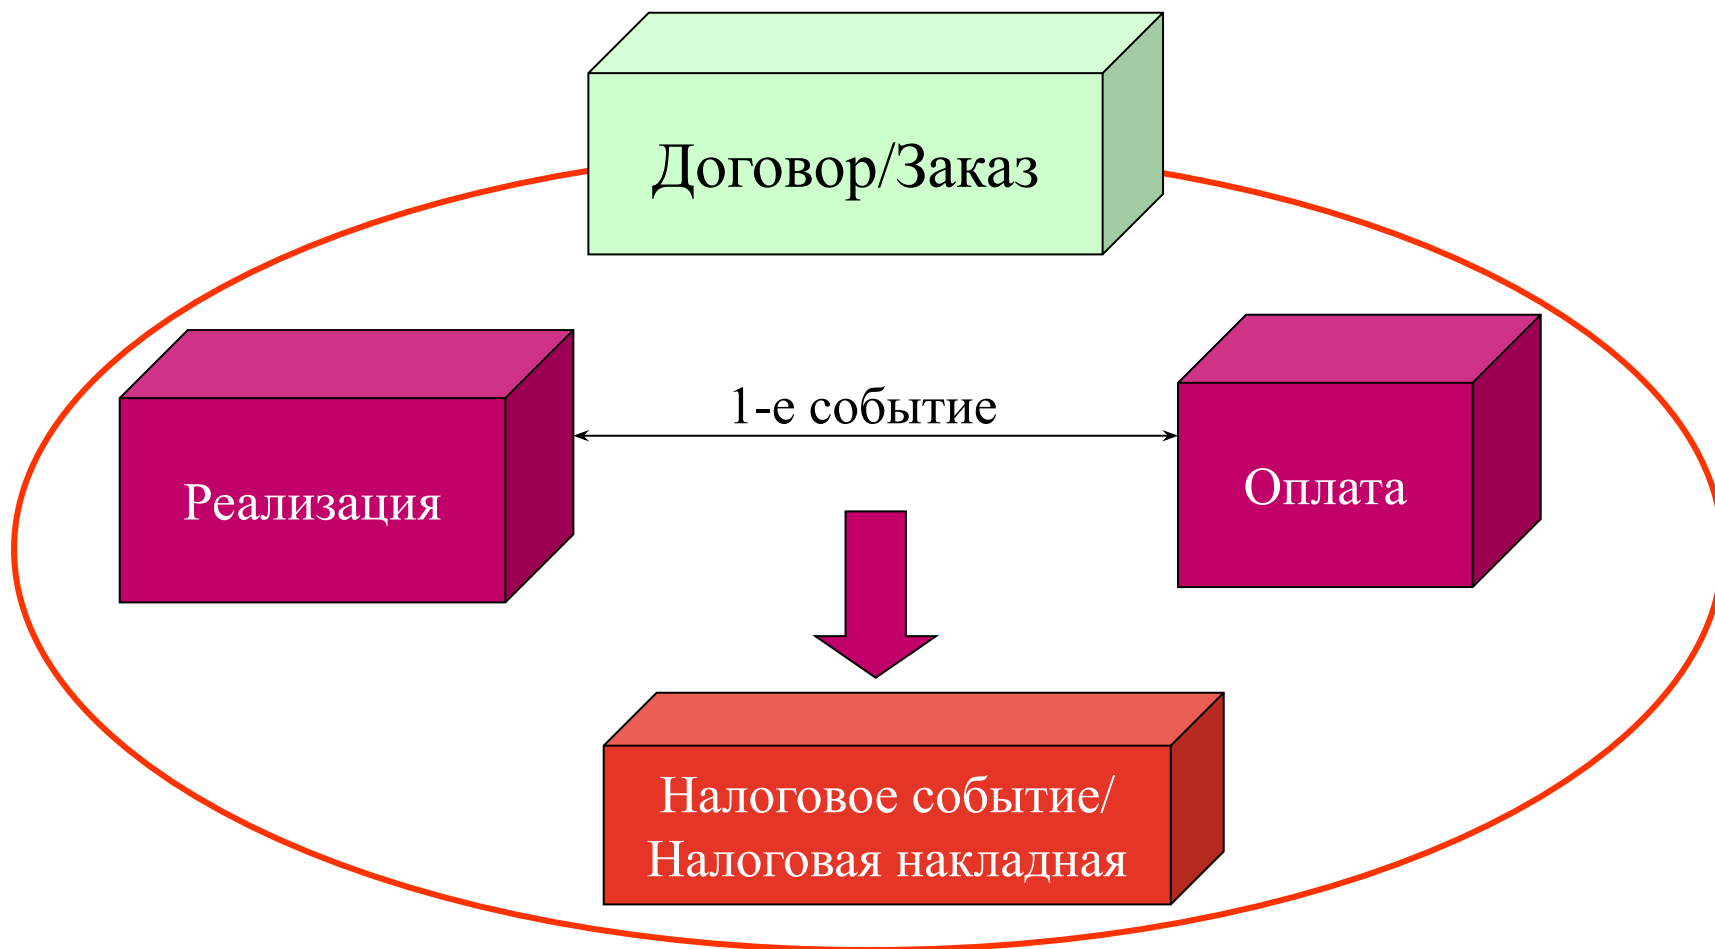 Договор/Заказ
1-е событие
Реализация
Оплата
Налоговое событие/
Налоговая накладная